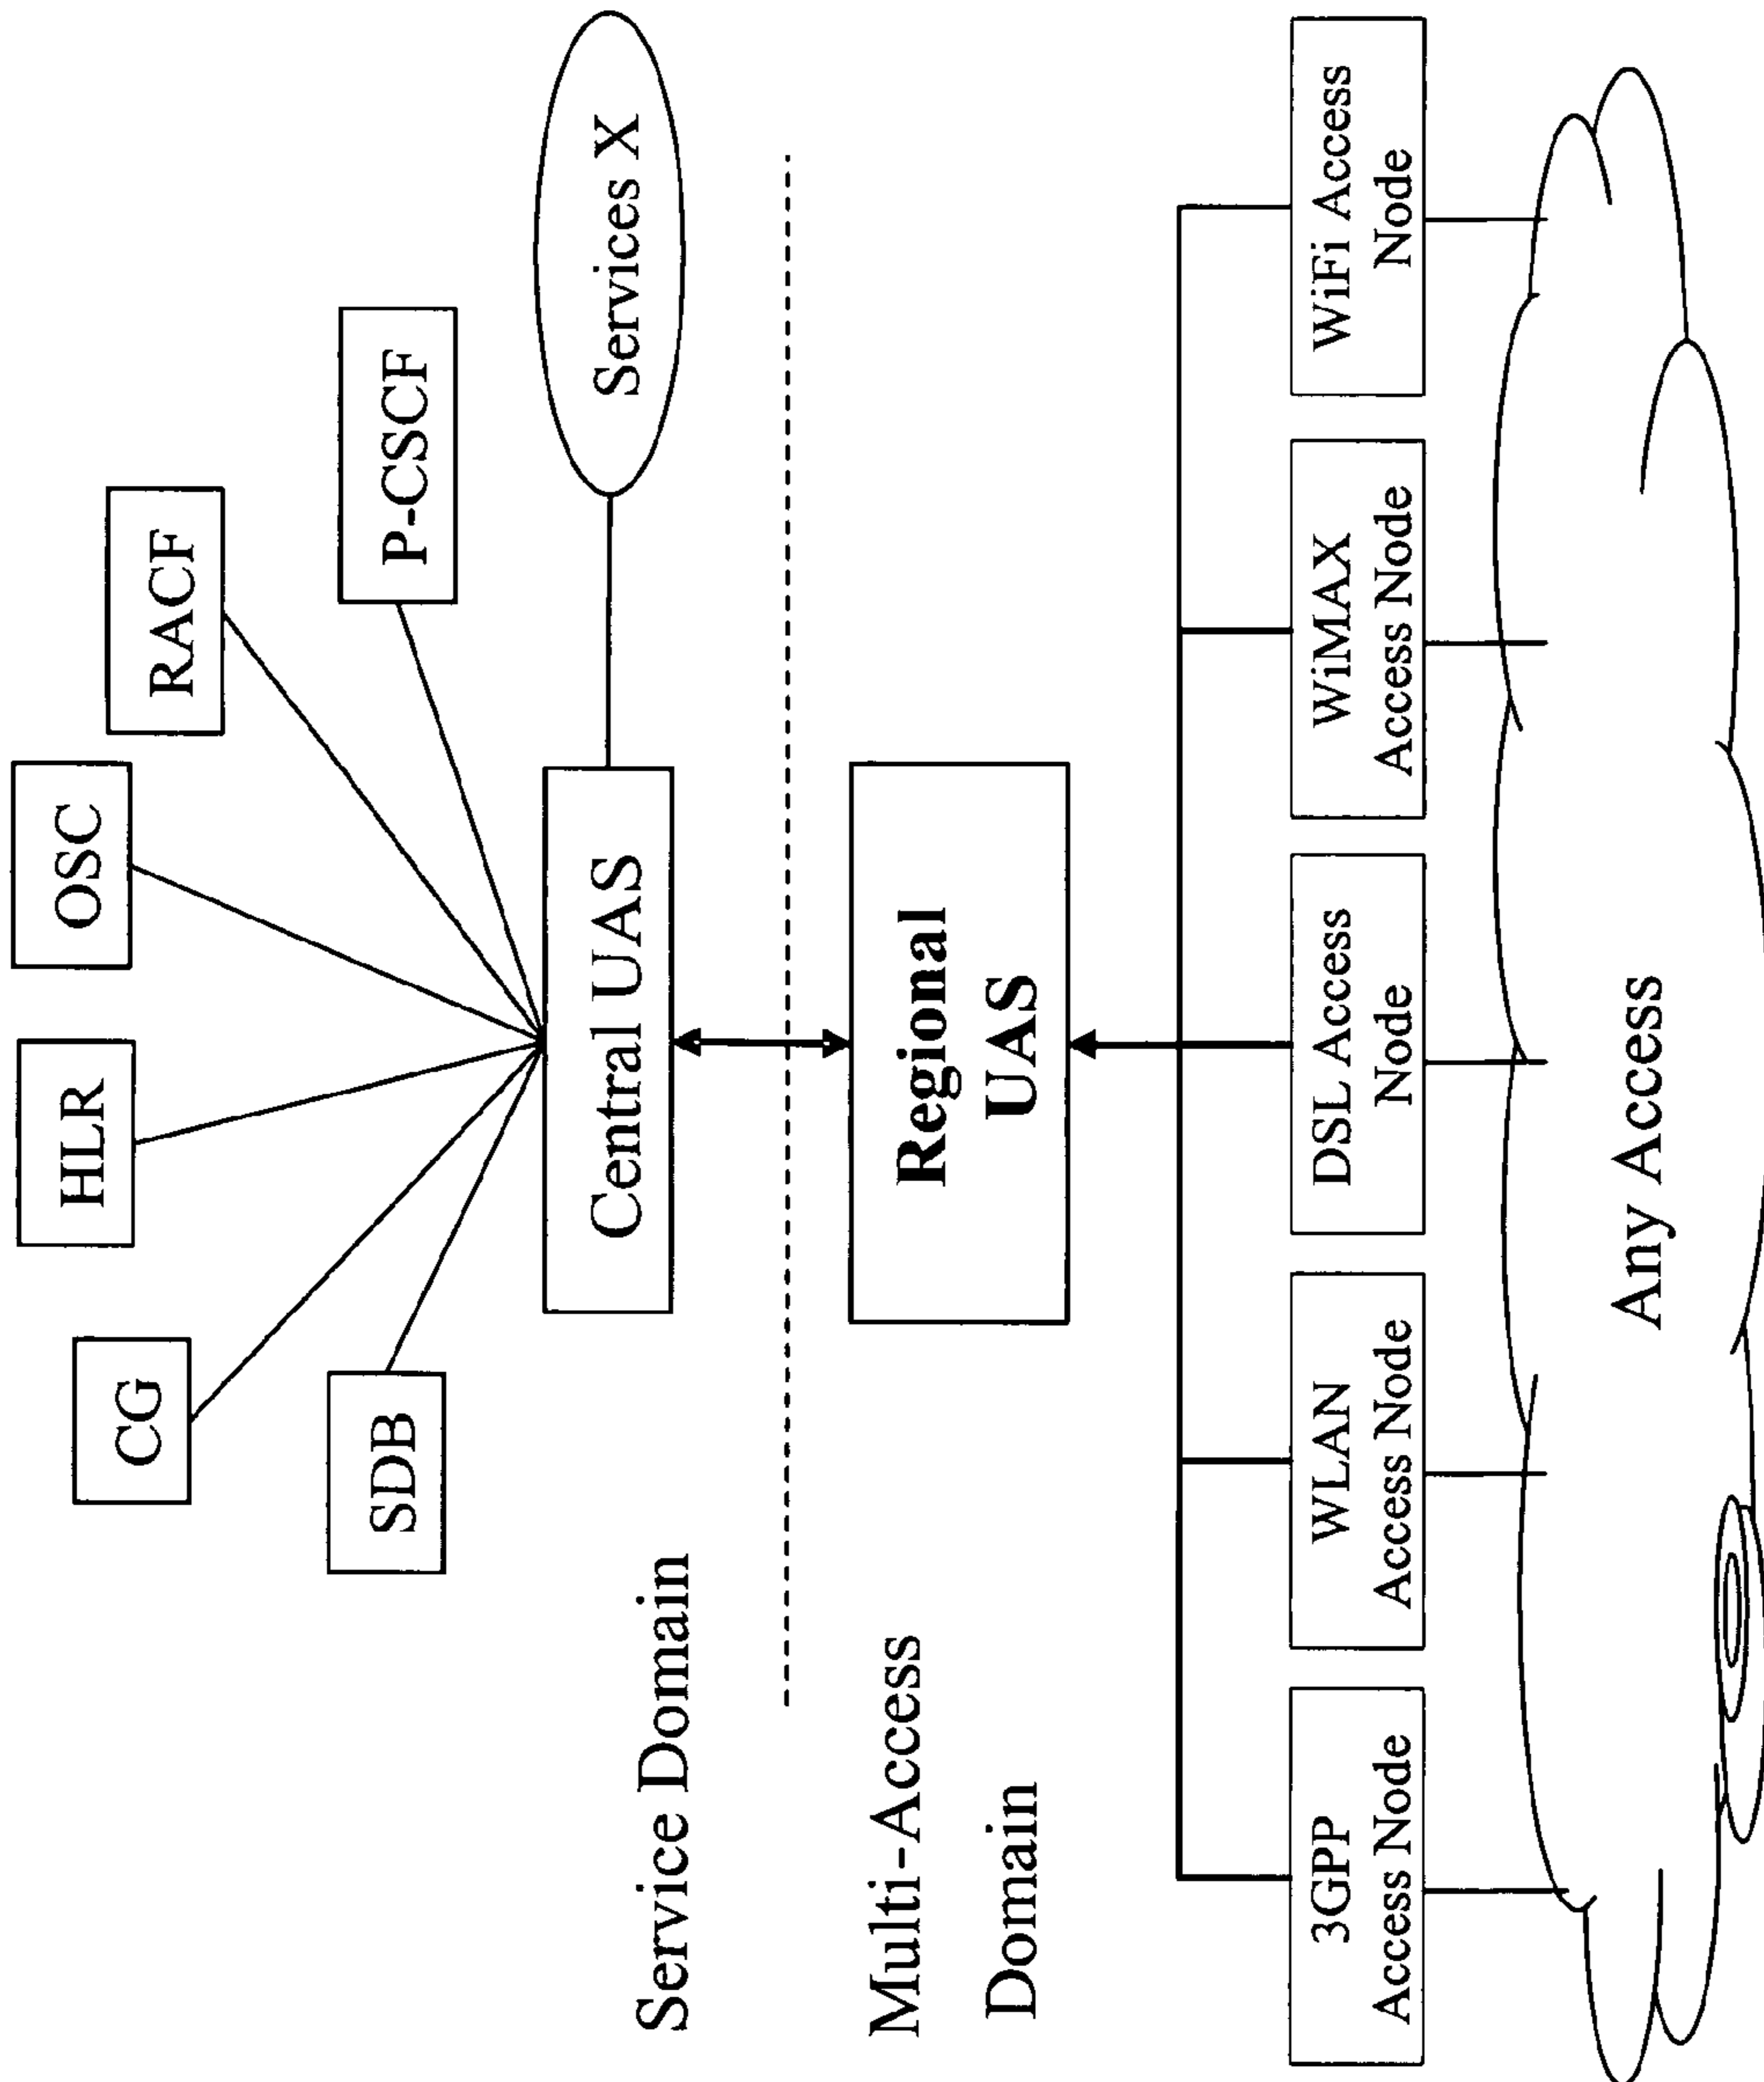 CG
HLR
OSC
RACF
SDB
P-CSCF
Central UAS
Services X
Service Domain
Multi-Access
Domain
Regional
UAS
3GPP
Access Node
WLAN
Access Node
DSL Access
Node
WiMAX
Access Node
WiFi Access
Node
Any Access